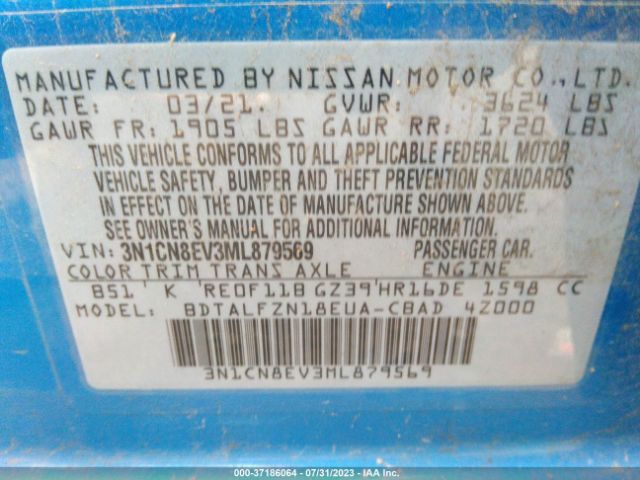 MANUFACTURED BY NISSAN MOTOR CO., LTD.
DATE: 03/21. GVWR: 3624 LBS
GAWR FR: 1905 LBS GAWR RR: 1720 LBS
THIS VEHICLE CONFORMS TO ALL APPLICABLE FEDERAL MOTOR
VEHICLE SAFETY, BUMPER AND THEFT PREVENTION STANDARDS
IN EFFECT ON THE DATE OF MANUFACTURE SHOWN ABOVE.
SEE OWNER'S MANUAL FOR ADDITIONAL INFORMATION.
VIN: 3N1CN8EV3ML879569 PASSENGER CAR.
COLOR TRIM TRANS AXLE ENGINE
B51 K RE0F11B GZ39 HR16DE 1598 CC
MODEL: BDTALFZN18EUA-CBAD 4Z000
3N1CN8EV3ML879569
000-37186064 - 07/31/2023 - IAA Inc.